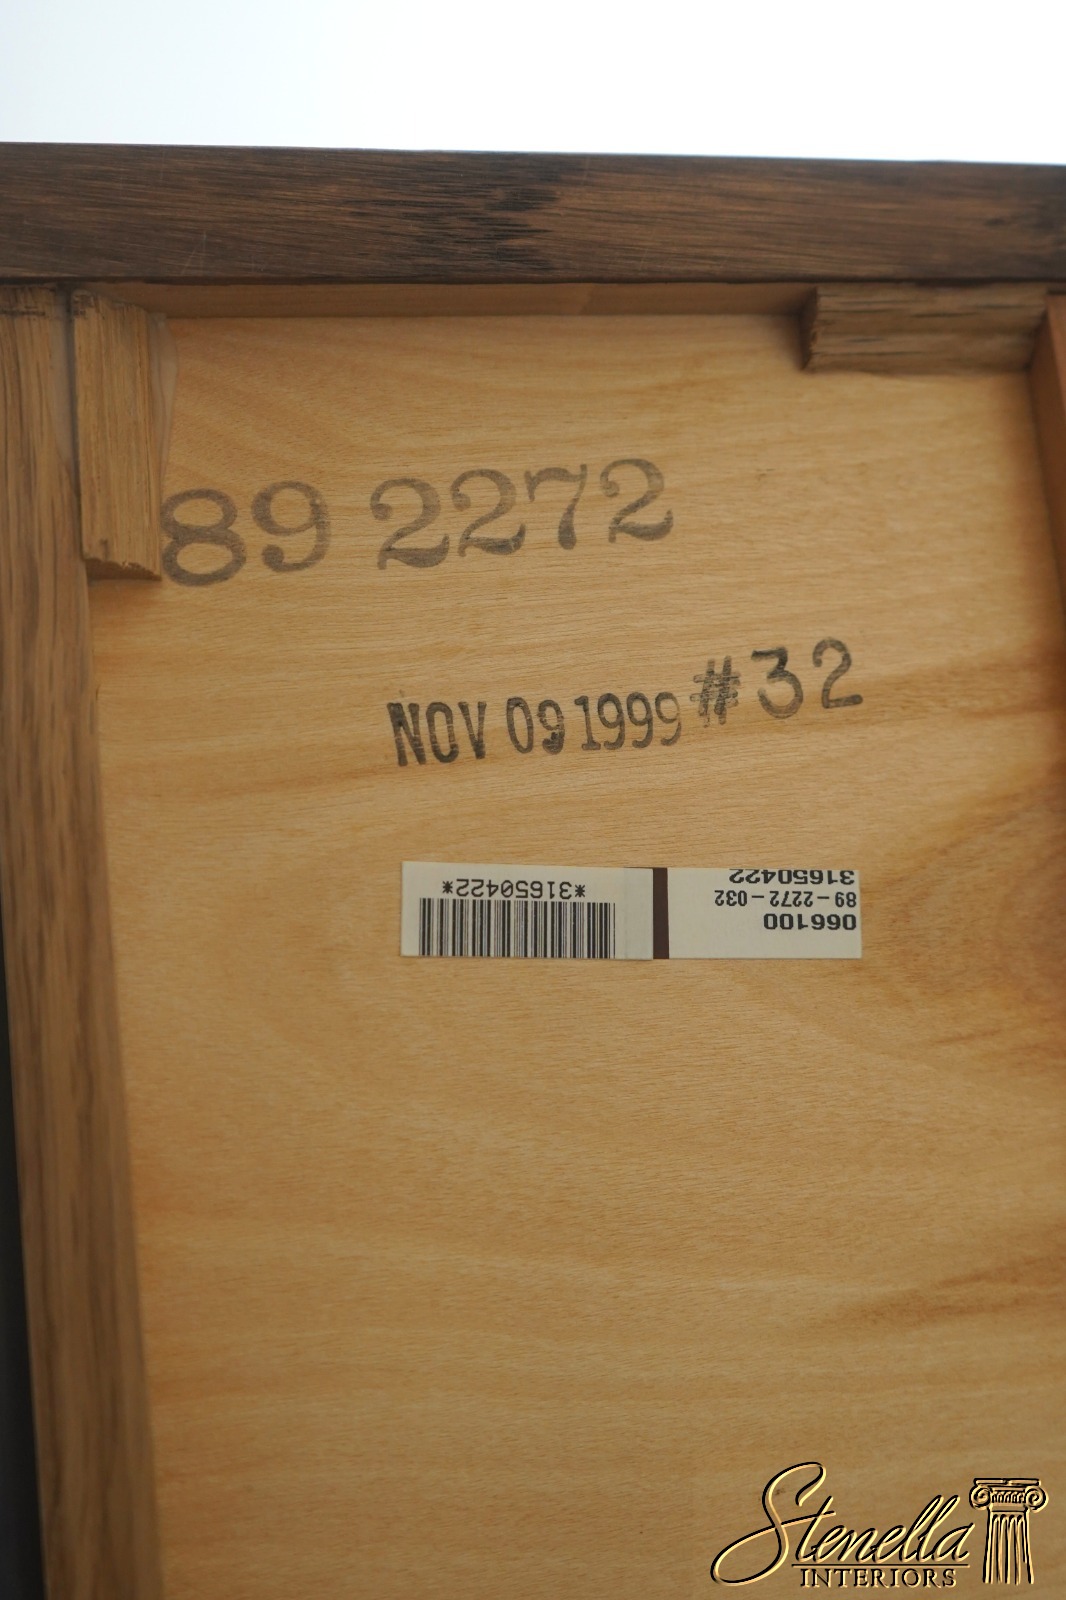 89 2272
NOV 09 1999 #32
*31650422*
066100
89-2272-032
31650422
Stenella
INTERIORS